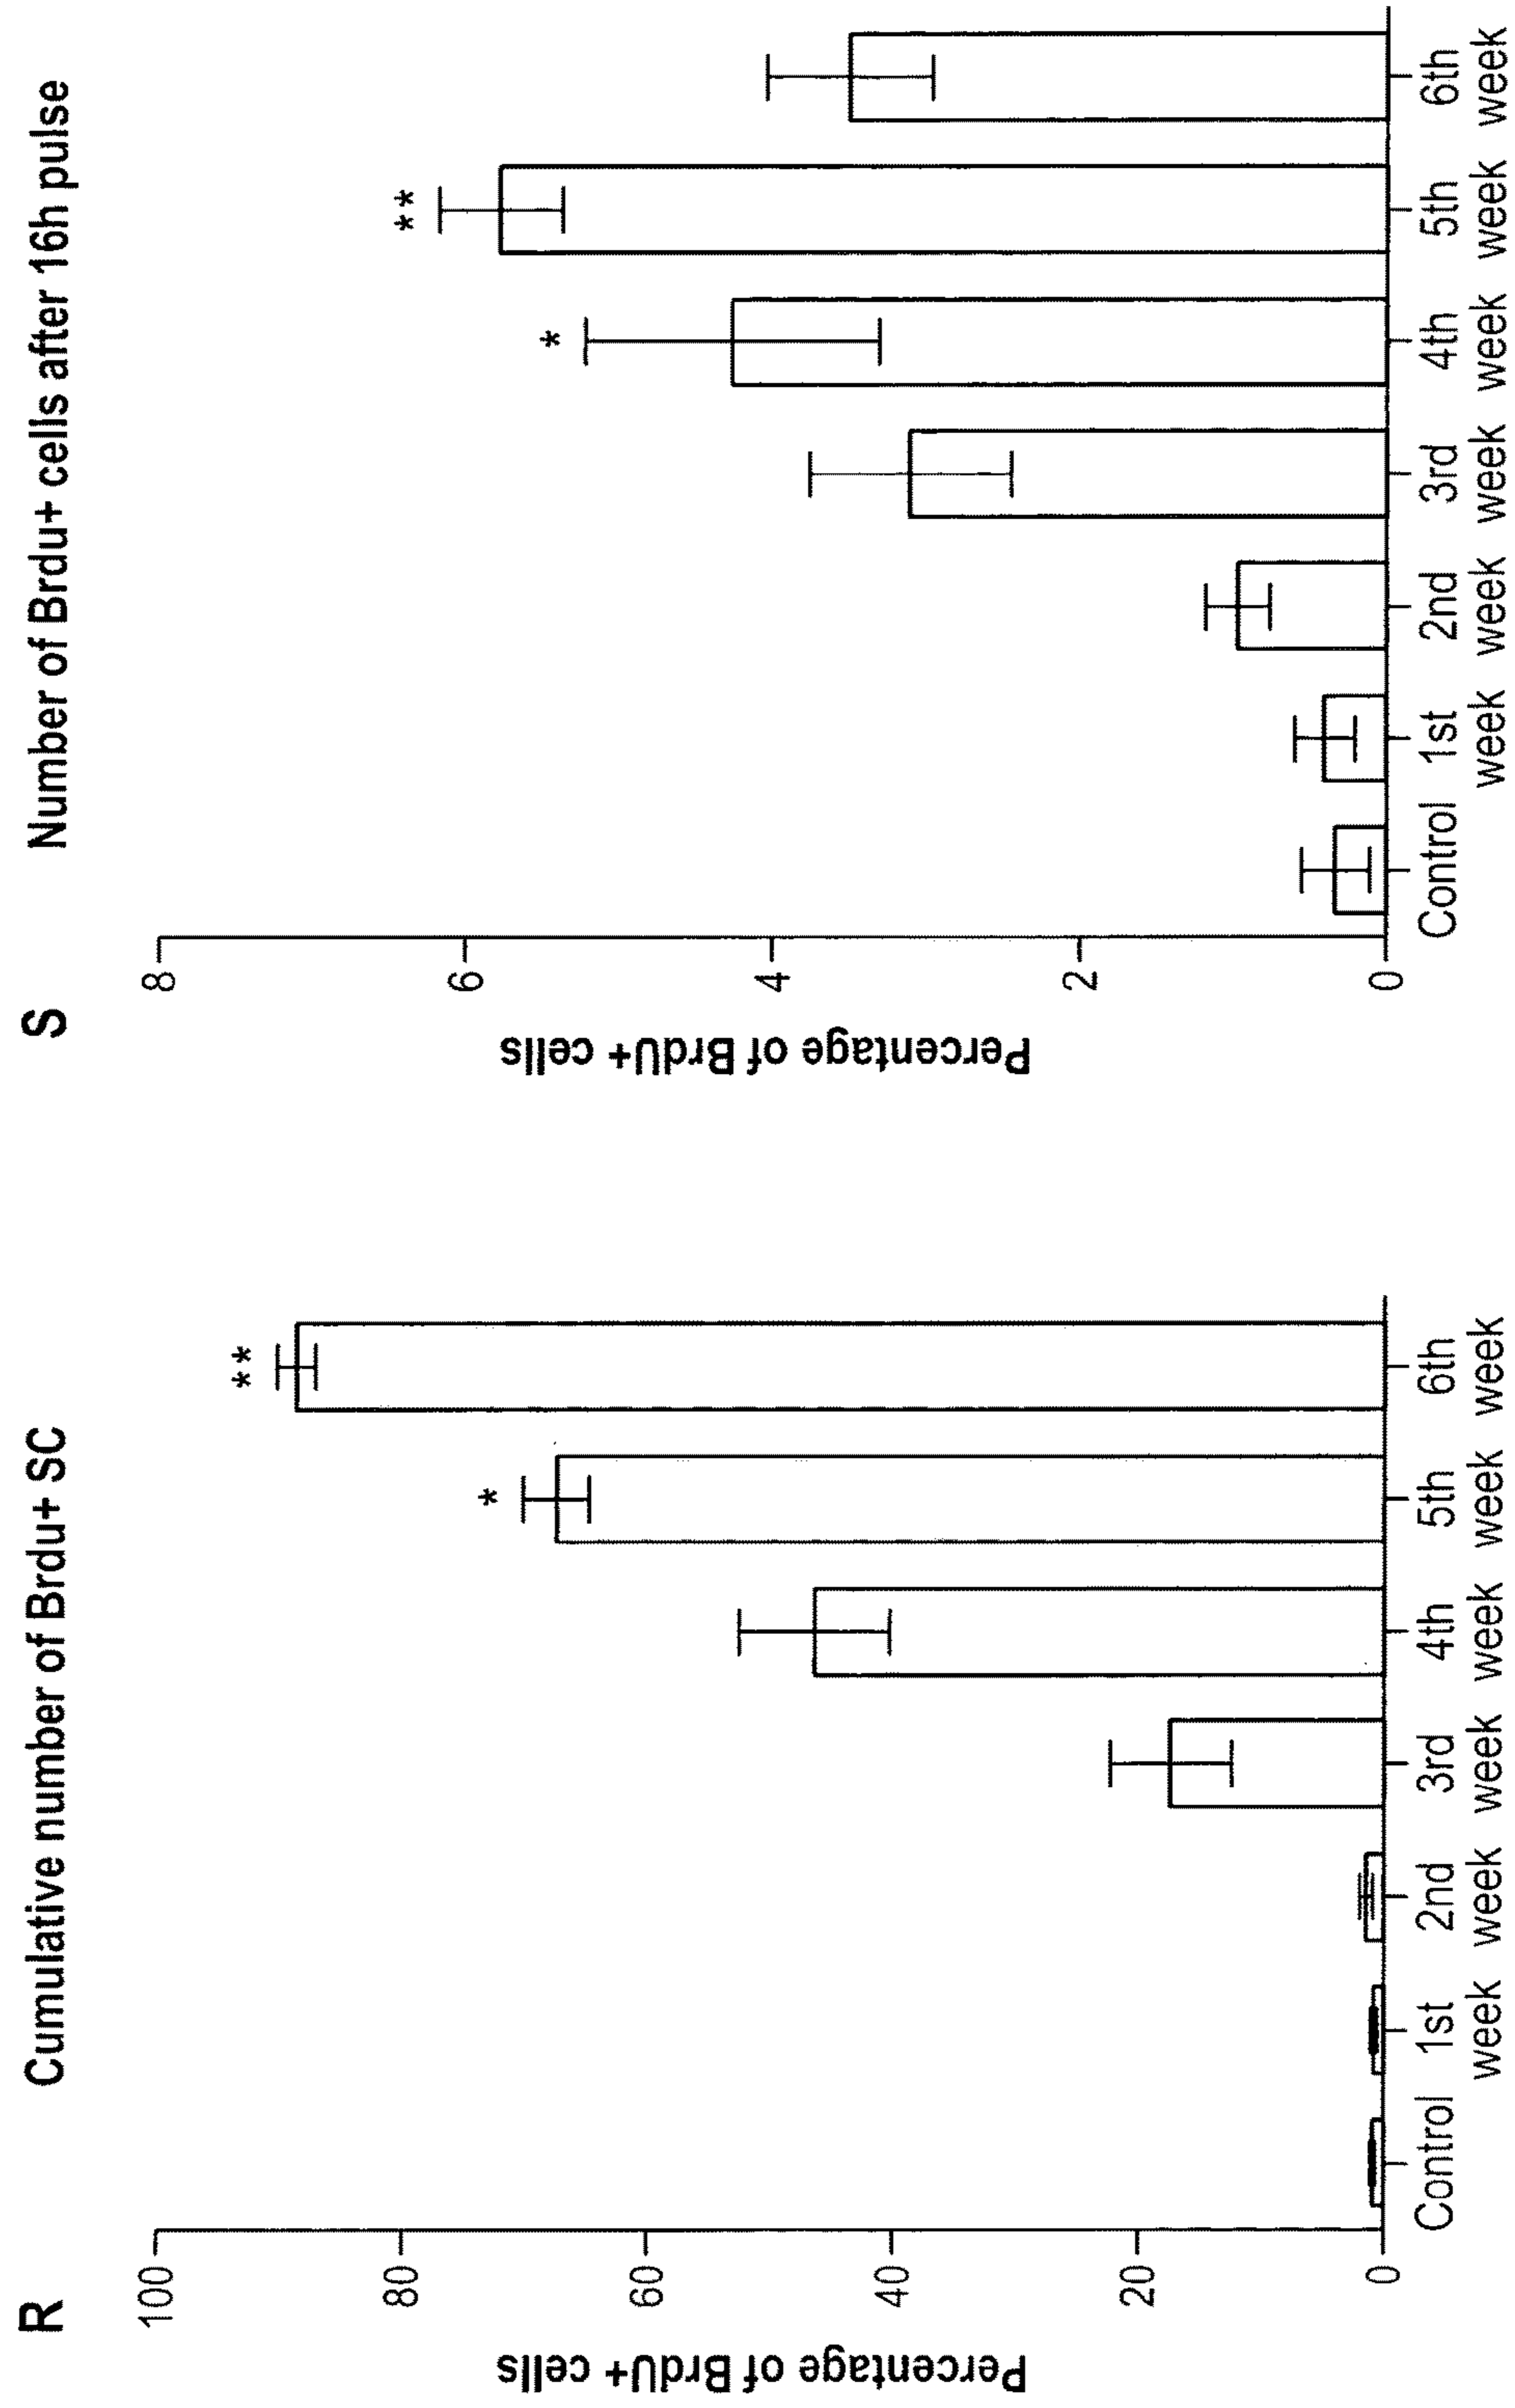 R
Cumulative number of Brdu+ SC
Percentage of BrdU+ cells
100
80
60
40
20
0
*
**
Control
1st week
2nd week
3rd week
4th week
5th week
6th week
S
Number of Brdu+ cells after 16h pulse
Percentage of BrdU+ cells
8
6
4
2
0
*
**
Control
1st week
2nd week
3rd week
4th week
5th week
6th week